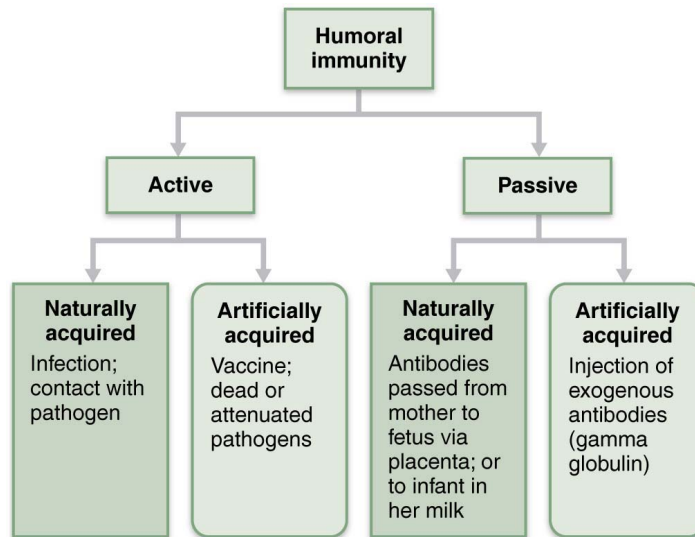 Humoral
immunity
Active
Passive
Naturally
acquired
Infection;
contact with
pathogen
Artificially
acquired
Vaccine;
dead or
attenuated
pathogens
Naturally
acquired
Antibodies
passed from
mother to
fetus via
placenta; or
to infant in
her milk
Artificially
acquired
Injection of
exogenous
antibodies
(gamma
globulin)